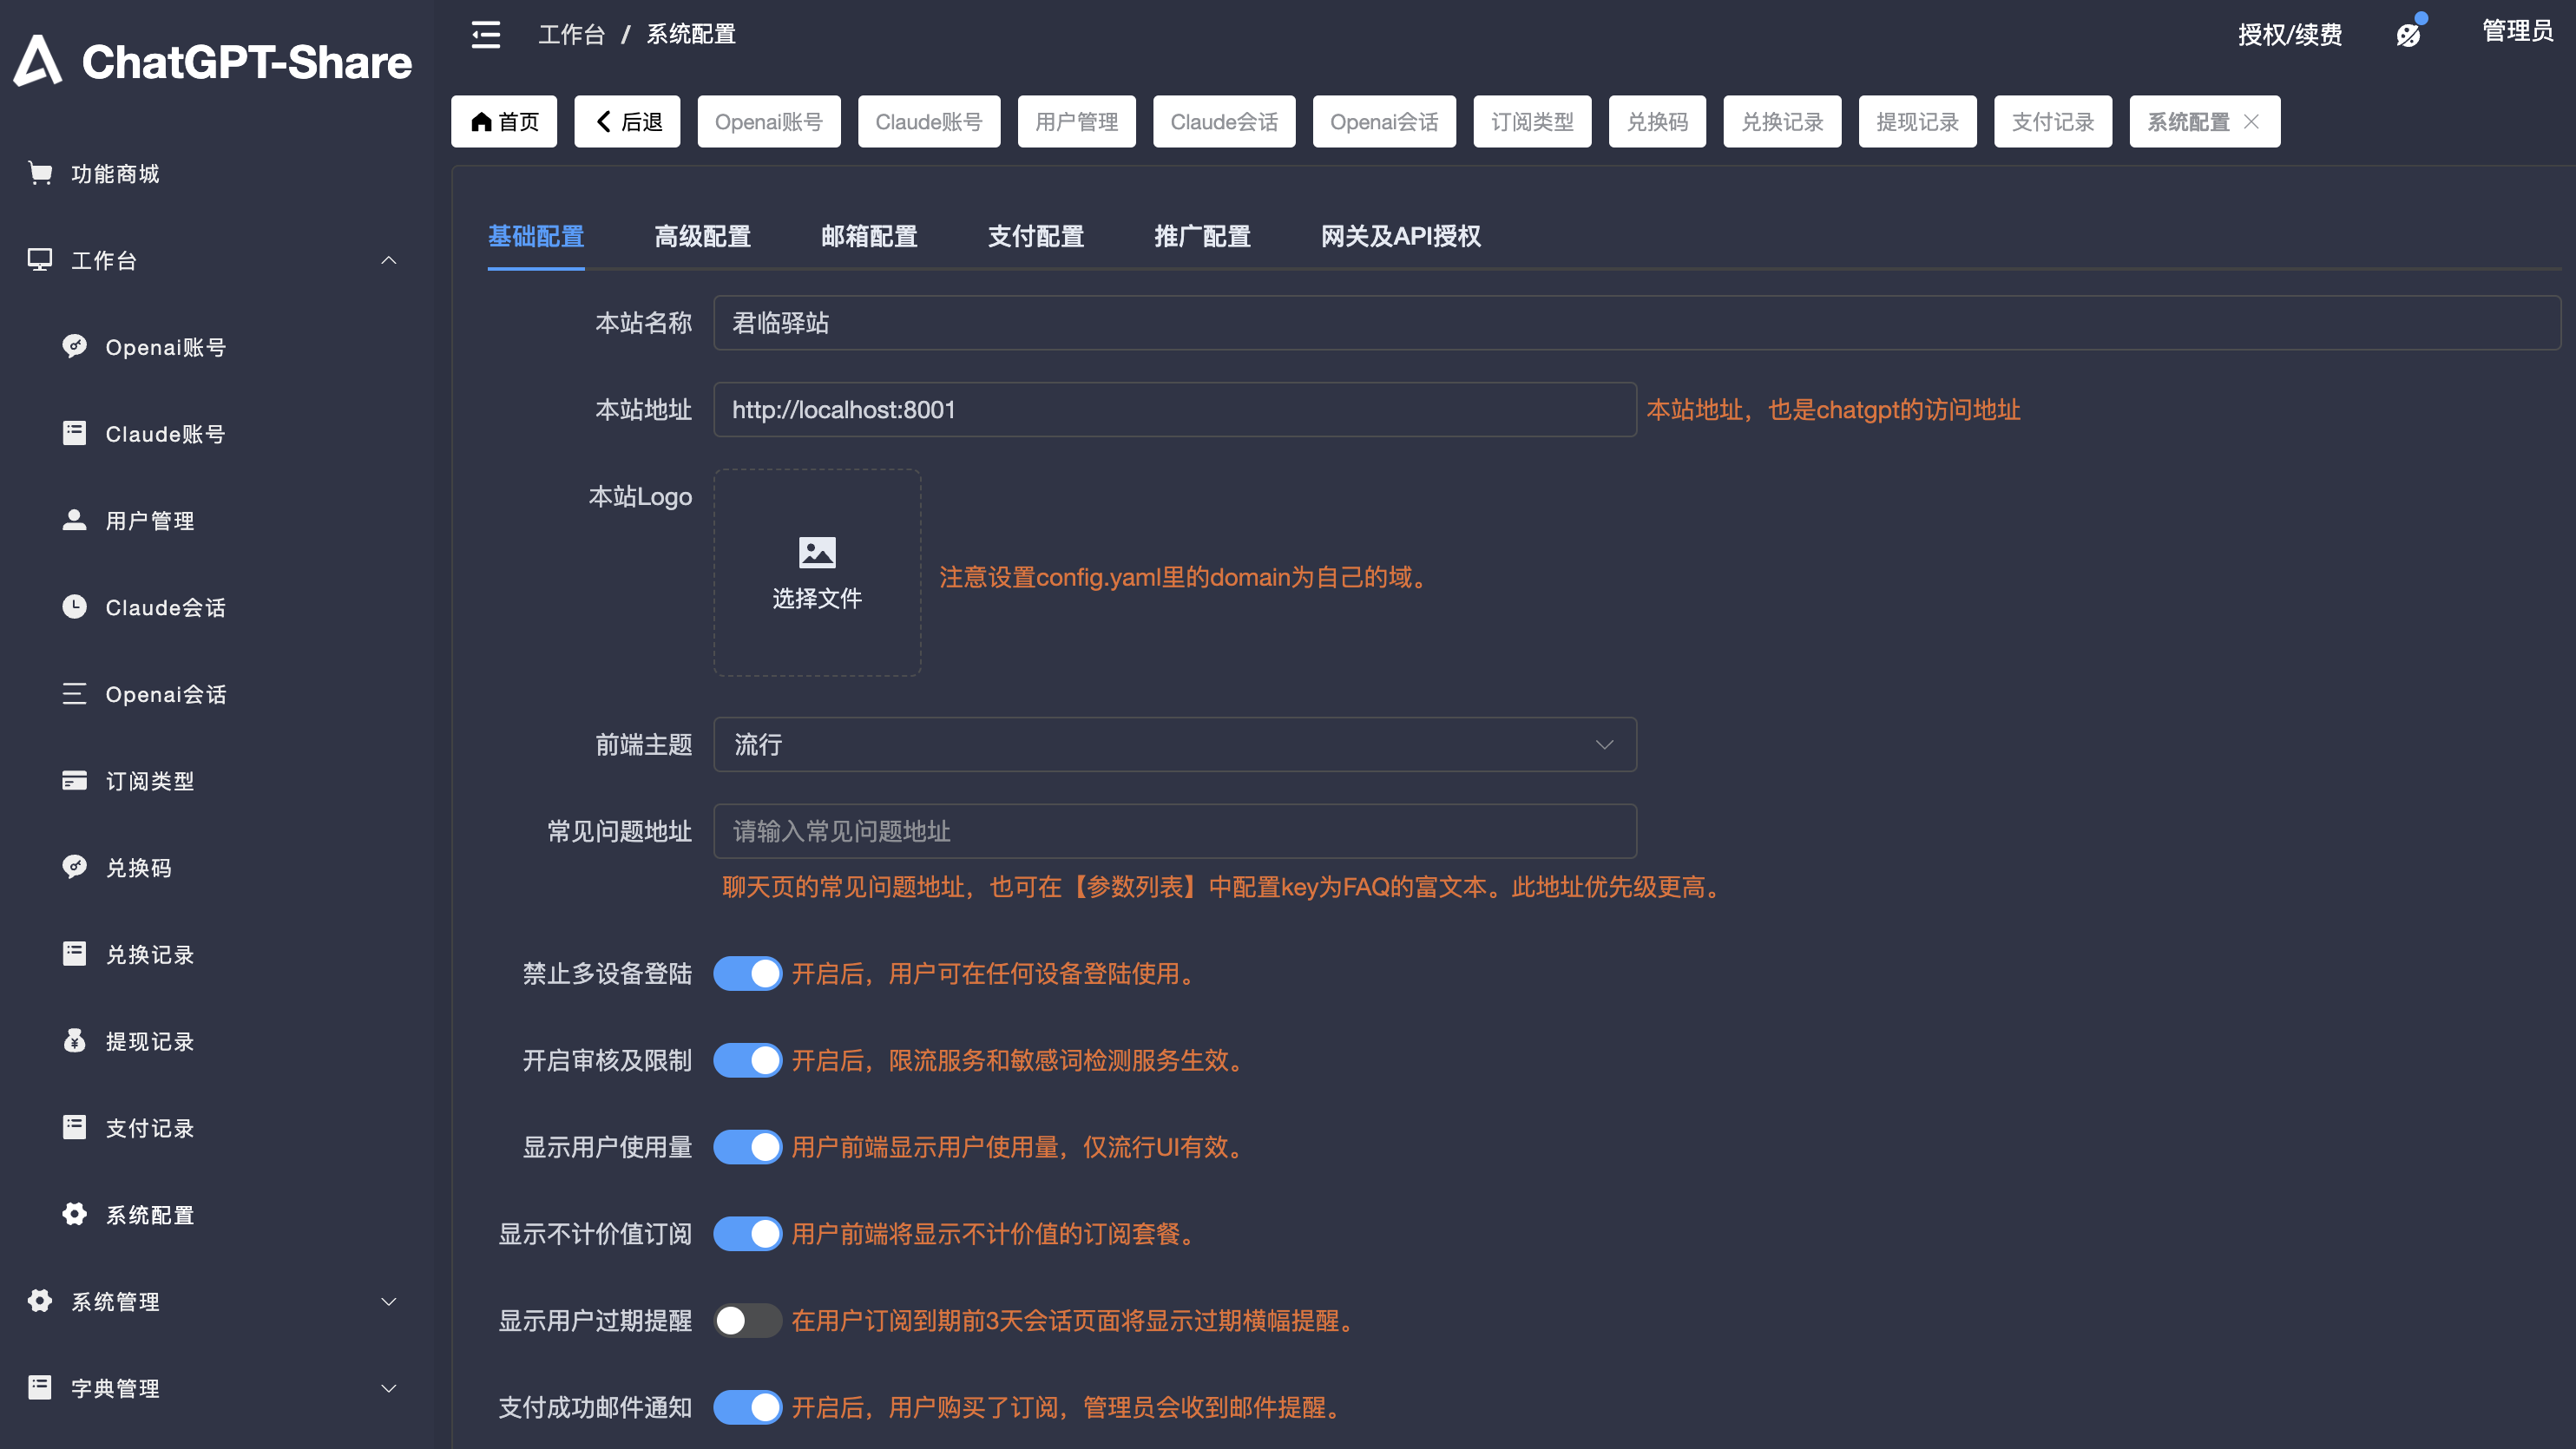 ChatGPT-Share
工作台 / 系统配置
授权/续费
管理员
首页
后退
Openai账号
Claude账号
用户管理
Claude会话
Openai会话
订阅类型
兑换码
兑换记录
提现记录
支付记录
系统配置
功能商城
工作台
Openai账号
Claude账号
用户管理
Claude会话
Openai会话
订阅类型
兑换码
兑换记录
提现记录
支付记录
系统配置
系统管理
字典管理
基础配置
高级配置
邮箱配置
支付配置
推广配置
网关及API授权
本站名称 君临驿站
本站地址 http://localhost:8001 本站地址，也是chatgpt的访问地址
本站Logo
选择文件
注意设置config.yaml里的domain为自己的域。
前端主题 流行
常见问题地址 请输入常见问题地址
聊天页的常见问题地址，也可在【参数列表】中配置key为FAQ的富文本。此地址优先级更高。
禁止多设备登陆 开启后，用户可在任何设备登陆使用。
开启审核及限制 开启后，限流服务和敏感词检测服务生效。
显示用户使用量 用户前端显示用户使用量，仅流行UI有效。
显示不计价值订阅 用户前端将显示不计价值的订阅套餐。
显示用户过期提醒 在用户订阅到期前3天会话页面将显示过期横幅提醒。
支付成功邮件通知 开启后，用户购买了订阅，管理员会收到邮件提醒。